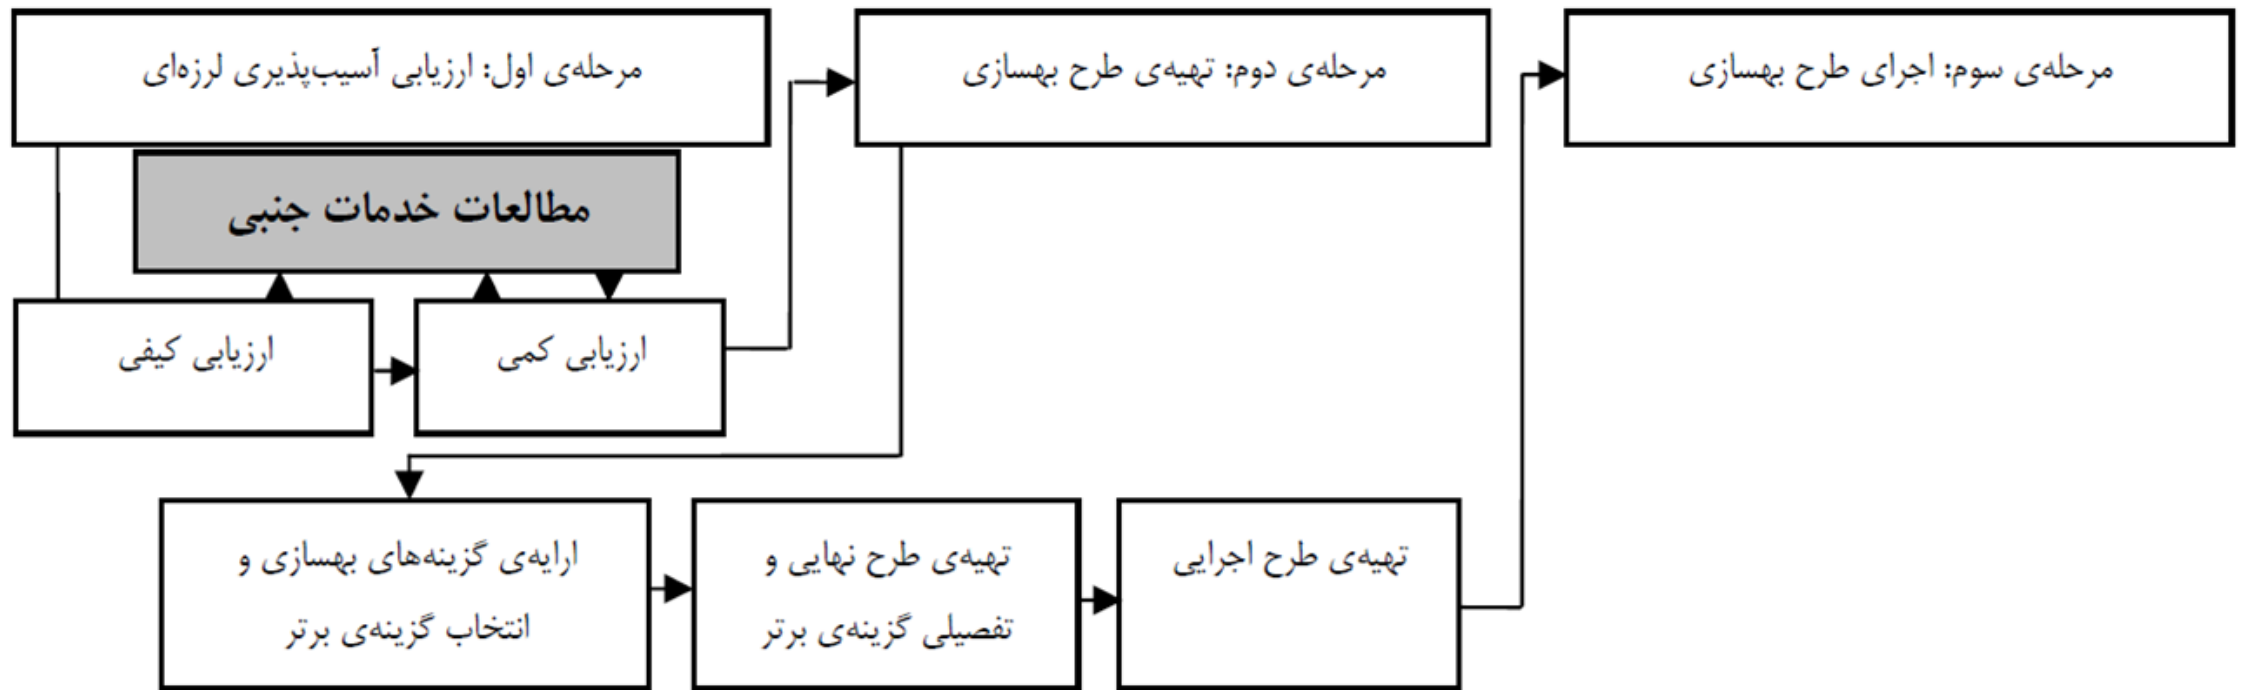 مرحله‌ی اول: ارزیابی آسیب‌پذیری لرزه‌ای
مرحله‌ی دوم: تهیه‌ی طرح بهسازی
مرحله‌ی سوم: اجرای طرح بهسازی
مطالعات خدمات جنبی
ارزیابی کیفی
ارزیابی کمی
ارایه‌ی گزینه‌های بهسازی و
انتخاب گزینه‌ی برتر
تهیه‌ی طرح نهایی و
تفصیلی گزینه‌ی برتر
تهیه‌ی طرح اجرایی